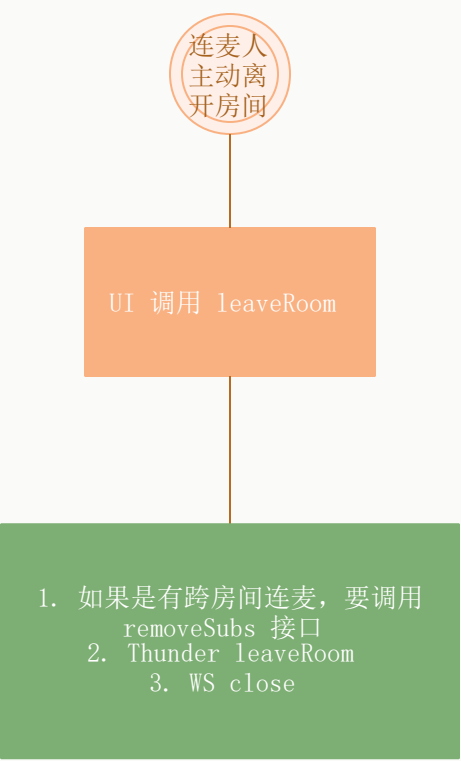 连麦人
主动离
开房间
UI 调用 leaveRoom
1. 如果是有跨房间连麦，要调用
removeSubs 接口
2. Thunder leaveRoom
3. WS close